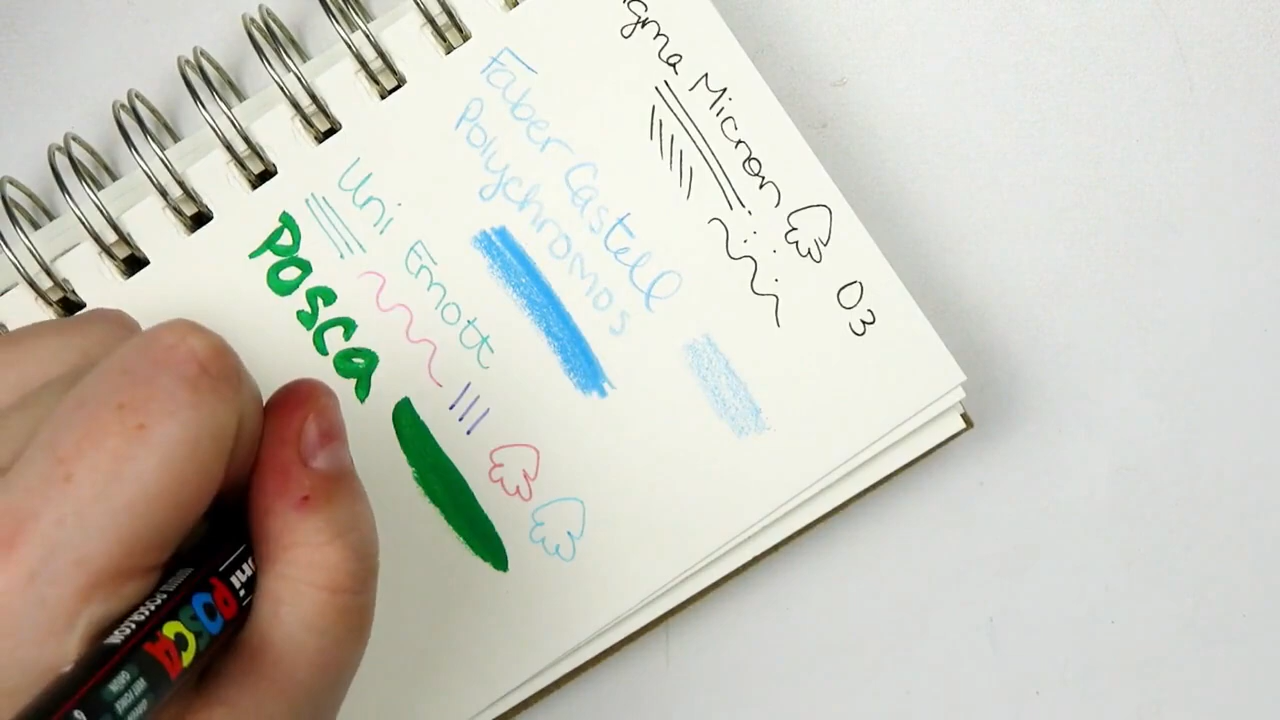 Micron
03
Faber Castell
Polychromos
Uni Emott
Posca
uni POSCA